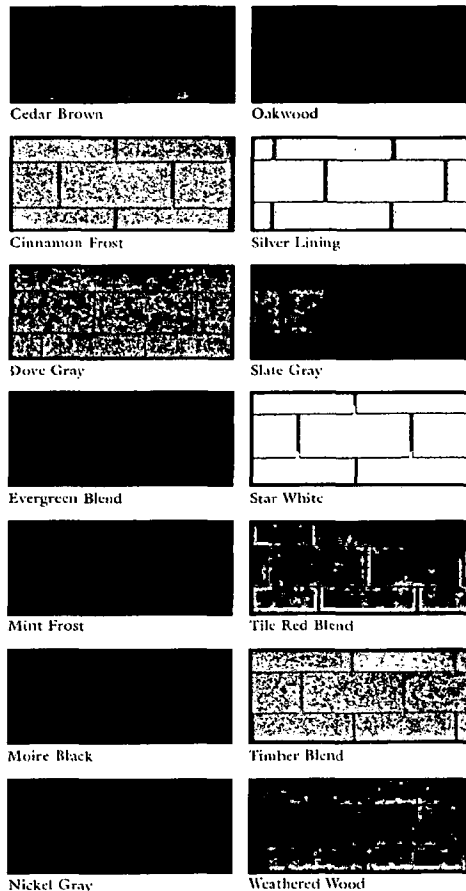 Cedar Brown
Oakwood
Cinnamon Frost
Silver Lining
Dove Gray
Slate Gray
Evergreen Blend
Star White
Mint Frost
Tile Red Blend
Moire Black
Timber Blend
Nickel Gray
Weathered Wood